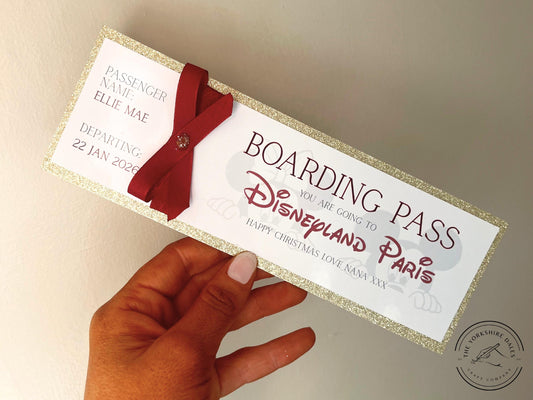 PASSENGER
NAME:
ELLIE MAE
DEPARTING:
22 JAN 2026
BOARDING PASS
YOU ARE GOING TO
DISNEYLAND PARIS
HAPPY CHRISTMAS LOVE NANA XXX
THE YORKSHIRE DALES
CRAFT COMPANY